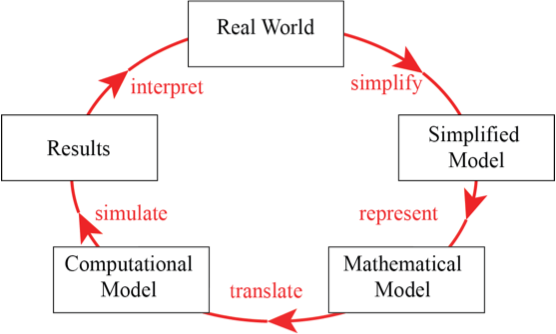 Real World
simplify
Simplified
Model
represent
Mathematical
Model
translate
Computational
Model
simulate
Results
interpret